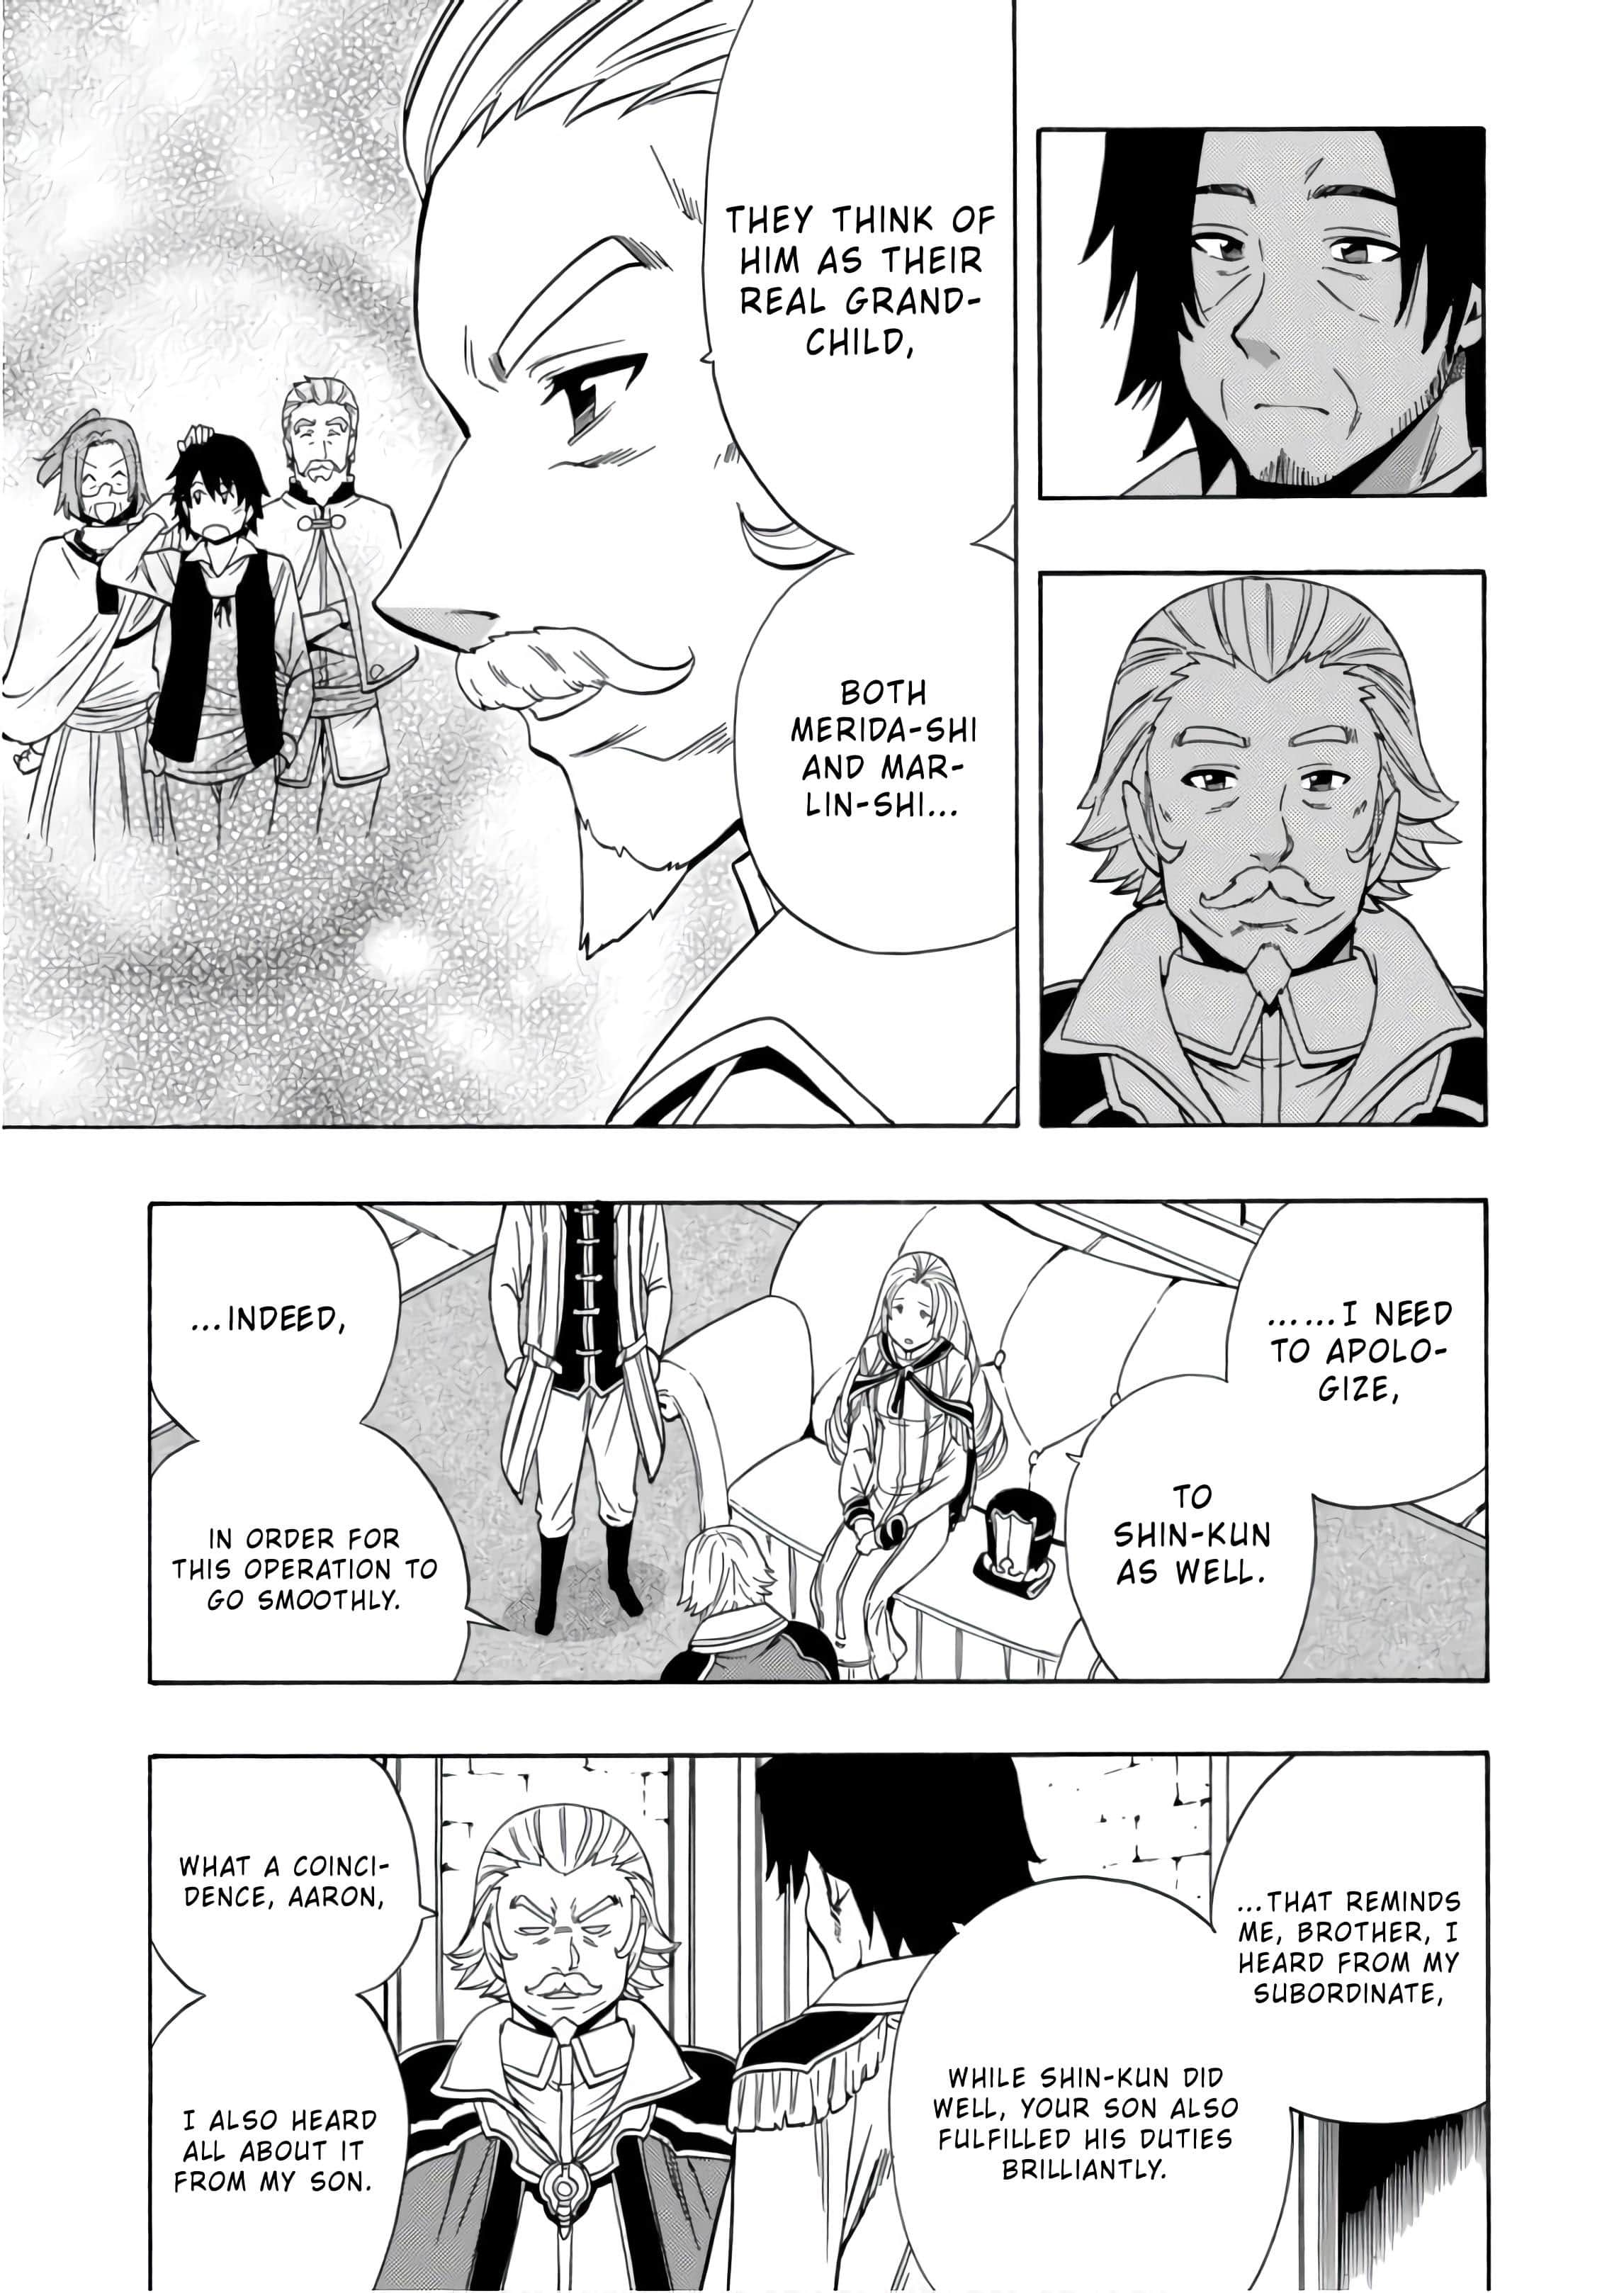 THEY THINK OF
HIM AS THEIR
REAL GRAND-
CHILD,
BOTH
MERIDA-SHI
AND MAR-
LIN-SHI...
......I NEED
TO APOLO-
GIZE,
TO
SHIN-KUN
AS WELL.
...INDEED,
IN ORDER FOR
THIS OPERATION TO
GO SMOOTHLY.
...THAT REMINDS
ME, BROTHER, I
HEARD FROM MY
SUBORDINATE,
WHILE SHIN-KUN DID
WELL, YOUR SON ALSO
FULFILLED HIS DUTIES
BRILLIANTLY.
WHAT A COINCI-
DENCE, AARON,
I ALSO HEARD
ALL ABOUT IT
FROM MY SON.